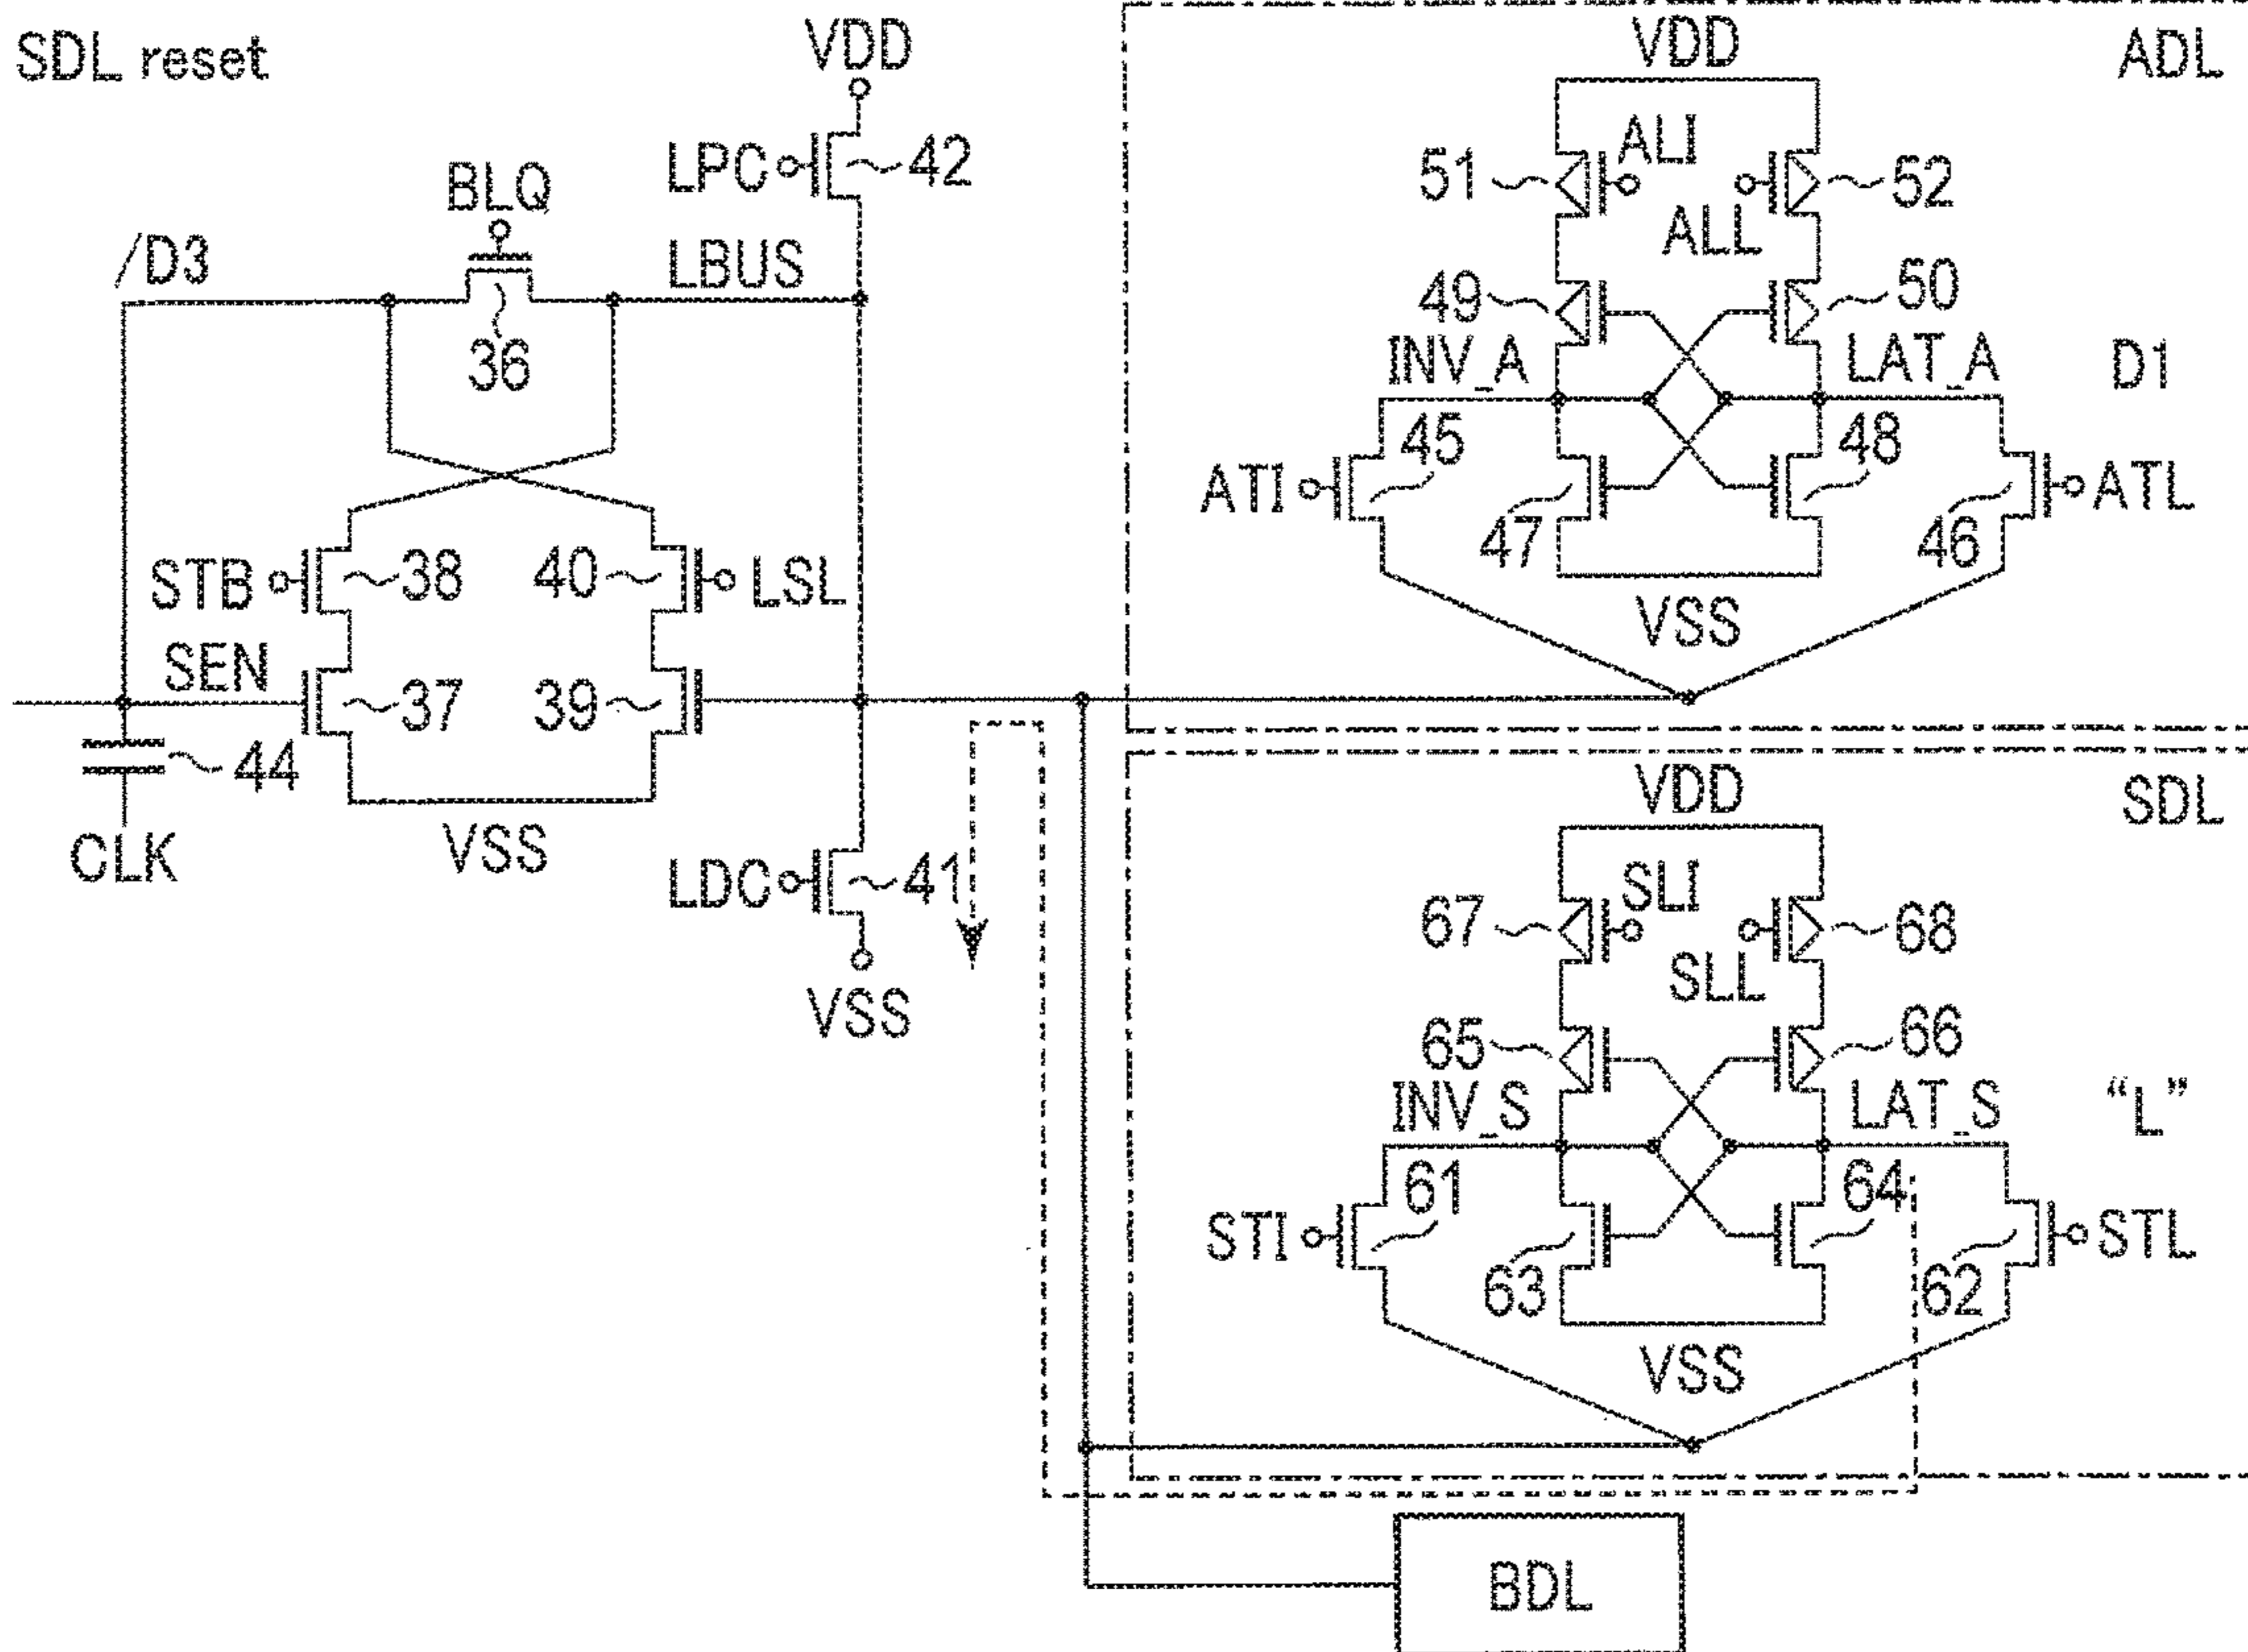 SDL reset
VDD
LPC
42
BLQ
/D3
LBUS
36
STB
38
40
LSL
SEN
37
39
44
CLK
VSS
LDC
41
VSS
VDD
ADL
51
ALI
ALL
52
49
50
INV_A
LAT_A
D1
45
48
ATI
47
46
ATL
VSS
VDD
SDL
67
SLI
SLL
68
65
66
INV_S
LAT_S
“L”
61
64
STI
63
62
STL
VSS
BDL